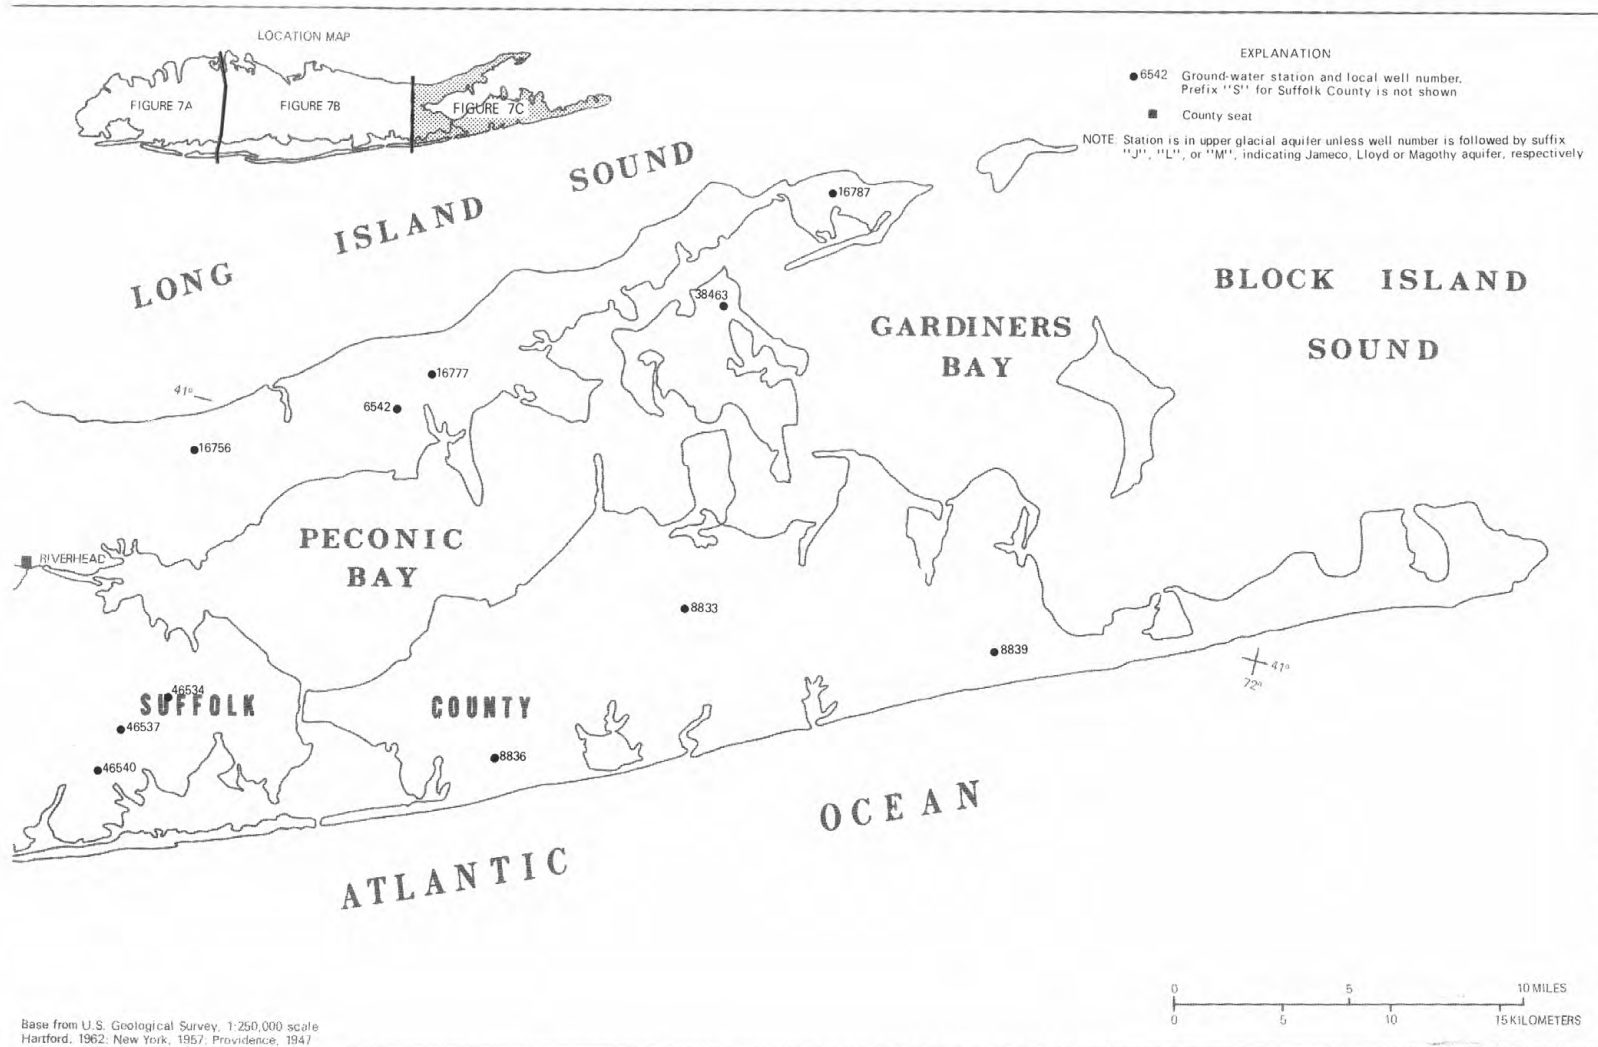 LOCATION MAP
FIGURE 7A
FIGURE 7B
FIGURE 7C
EXPLANATION
6542 Ground-water station and local well number.
Prefix "S" for Suffolk County is not shown
County seat
NOTE: Station is in upper glacial aquifer unless well number is followed by suffix
"J", "L", or "M", indicating Jameco, Lloyd or Magothy aquifer, respectively
LONG ISLAND SOUND
16787
38463
GARDINERS
BAY
BLOCK ISLAND
SOUND
16777
41°
6542
16756
PECONIC
BAY
RIVERHEAD
8833
8839
41°
72°
46534
SUFFOLK COUNTY
46537
46540
8836
ATLANTIC OCEAN
0 5 10 MILES
0 5 10 15 KILOMETERS
Base from U.S. Geological Survey, 1:250,000 scale
Hartford, 1962; New York, 1957; Providence, 1947